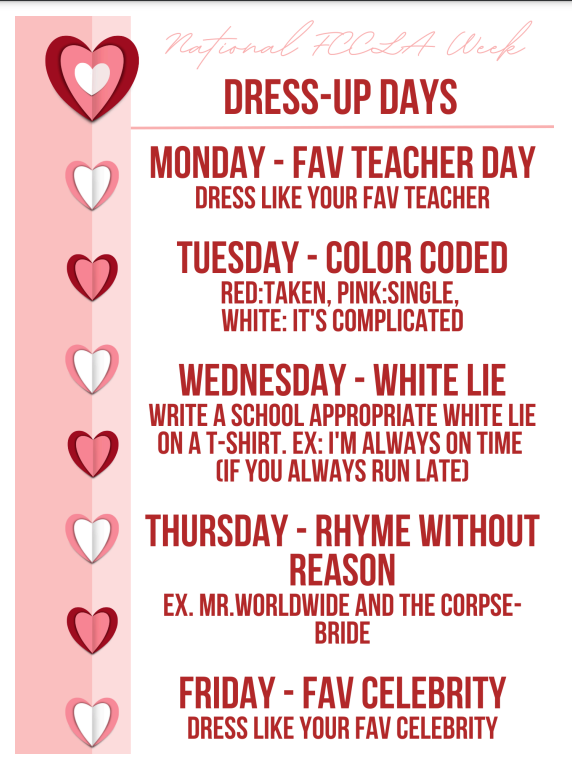 National FCCLA Week
DRESS-UP DAYS
MONDAY - FAV TEACHER DAY
DRESS LIKE YOUR FAV TEACHER
TUESDAY - COLOR CODED
RED:TAKEN, PINK:SINGLE,
WHITE: IT'S COMPLICATED
WEDNESDAY - WHITE LIE
WRITE A SCHOOL APPROPRIATE WHITE LIE
ON A T-SHIRT. EX: I'M ALWAYS ON TIME
(IF YOU ALWAYS RUN LATE)
THURSDAY - RHYME WITHOUT
REASON
EX. MR.WORLDWIDE AND THE CORPSE-
BRIDE
FRIDAY - FAV CELEBRITY
DRESS LIKE YOUR FAV CELEBRITY